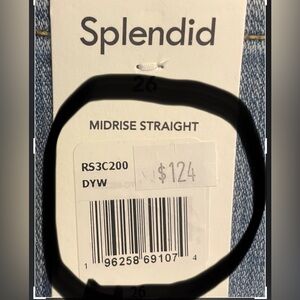 Splendid
26
MIDRISE STRAIGHT
RS3C200
DYW
$124
1 96258 69107 4
26